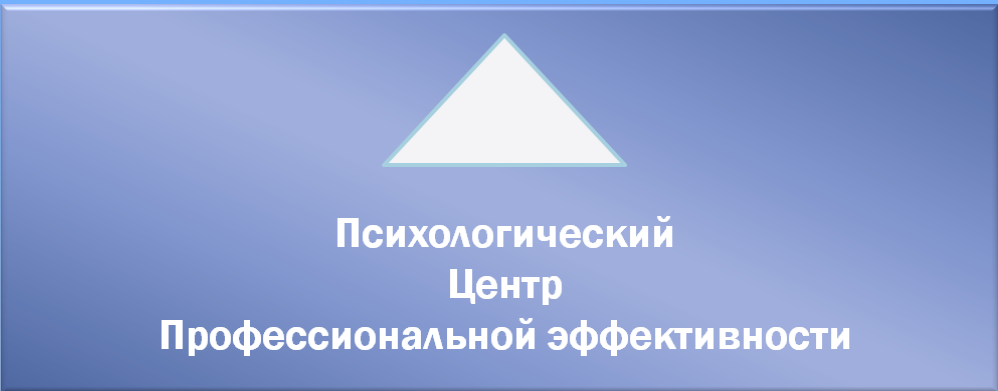 Психологический
Центр
Профессиональной эффективности